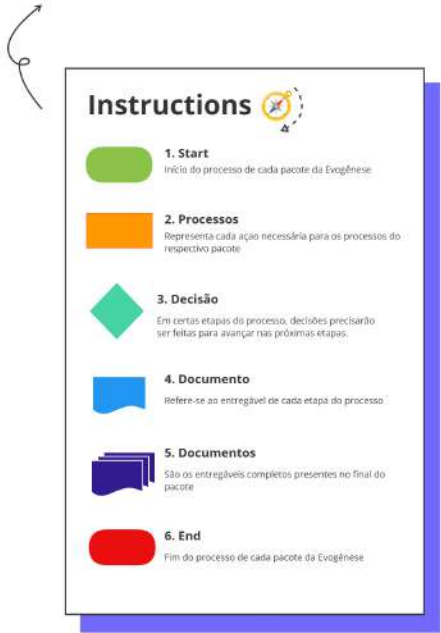 Instructions
1. Start
Início do processo de cada pacote da Evogênese
2. Processos
Representa cada açao necessária para os processos do
respectivo pacote
3. Decisão
Em certas etapas do processo, decisões precisarão
ser feitas para avançar nas próximas etapas.
4. Documento
Refere-se ao entregável de cada etapa do processo
5. Documentos
São os entregáveis completos presentes no final do
pacote
6. End
Fim do processo de cada pacote da Evogênese